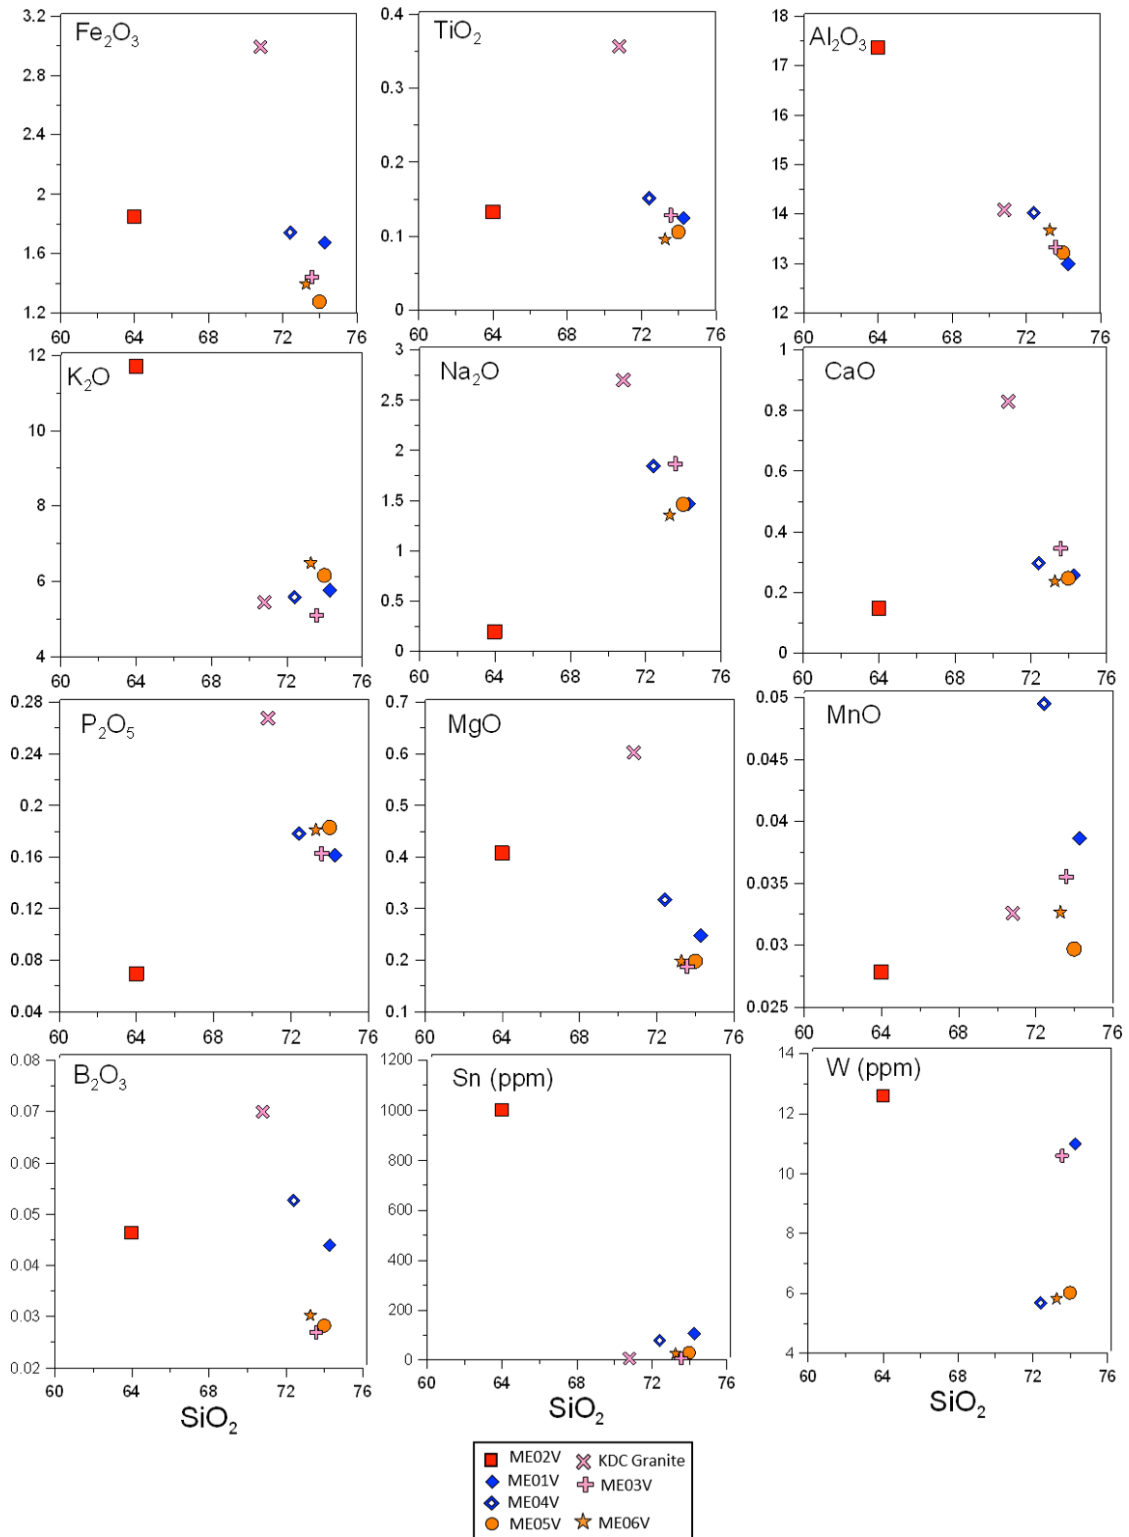 Fe₂O₃
3.2
2.8
2.4
2
1.6
1.2
60 64 68 72 76
TiO₂
0.4
0.3
0.2
0.1
0
60 64 68 72 76
Al₂O₃
18
17
16
15
14
13
12
60 64 68 72 76
K₂O
12
10
8
6
4
60 64 68 72 76
Na₂O
3
2.5
2
1.5
1
0.5
0
60 64 68 72 76
CaO
1
0.8
0.6
0.4
0.2
0
60 64 68 72 76
P₂O₅
0.28
0.24
0.2
0.16
0.12
0.08
0.04
60 64 68 72 76
MgO
0.7
0.6
0.5
0.4
0.3
0.2
0.1
60 64 68 72 76
MnO
0.05
0.045
0.04
0.035
0.03
0.025
60 64 68 72 76
B₂O₃
0.08
0.07
0.06
0.05
0.04
0.03
0.02
60 64 68 72 76
SiO₂
Sn (ppm)
1200
1000
800
600
400
200
0
60 64 68 72 76
SiO₂
W (ppm)
14
12
10
8
6
4
60 64 68 72 76
SiO₂
ME02V KDC Granite
ME01V ME03V
ME04V
ME05V ME06V